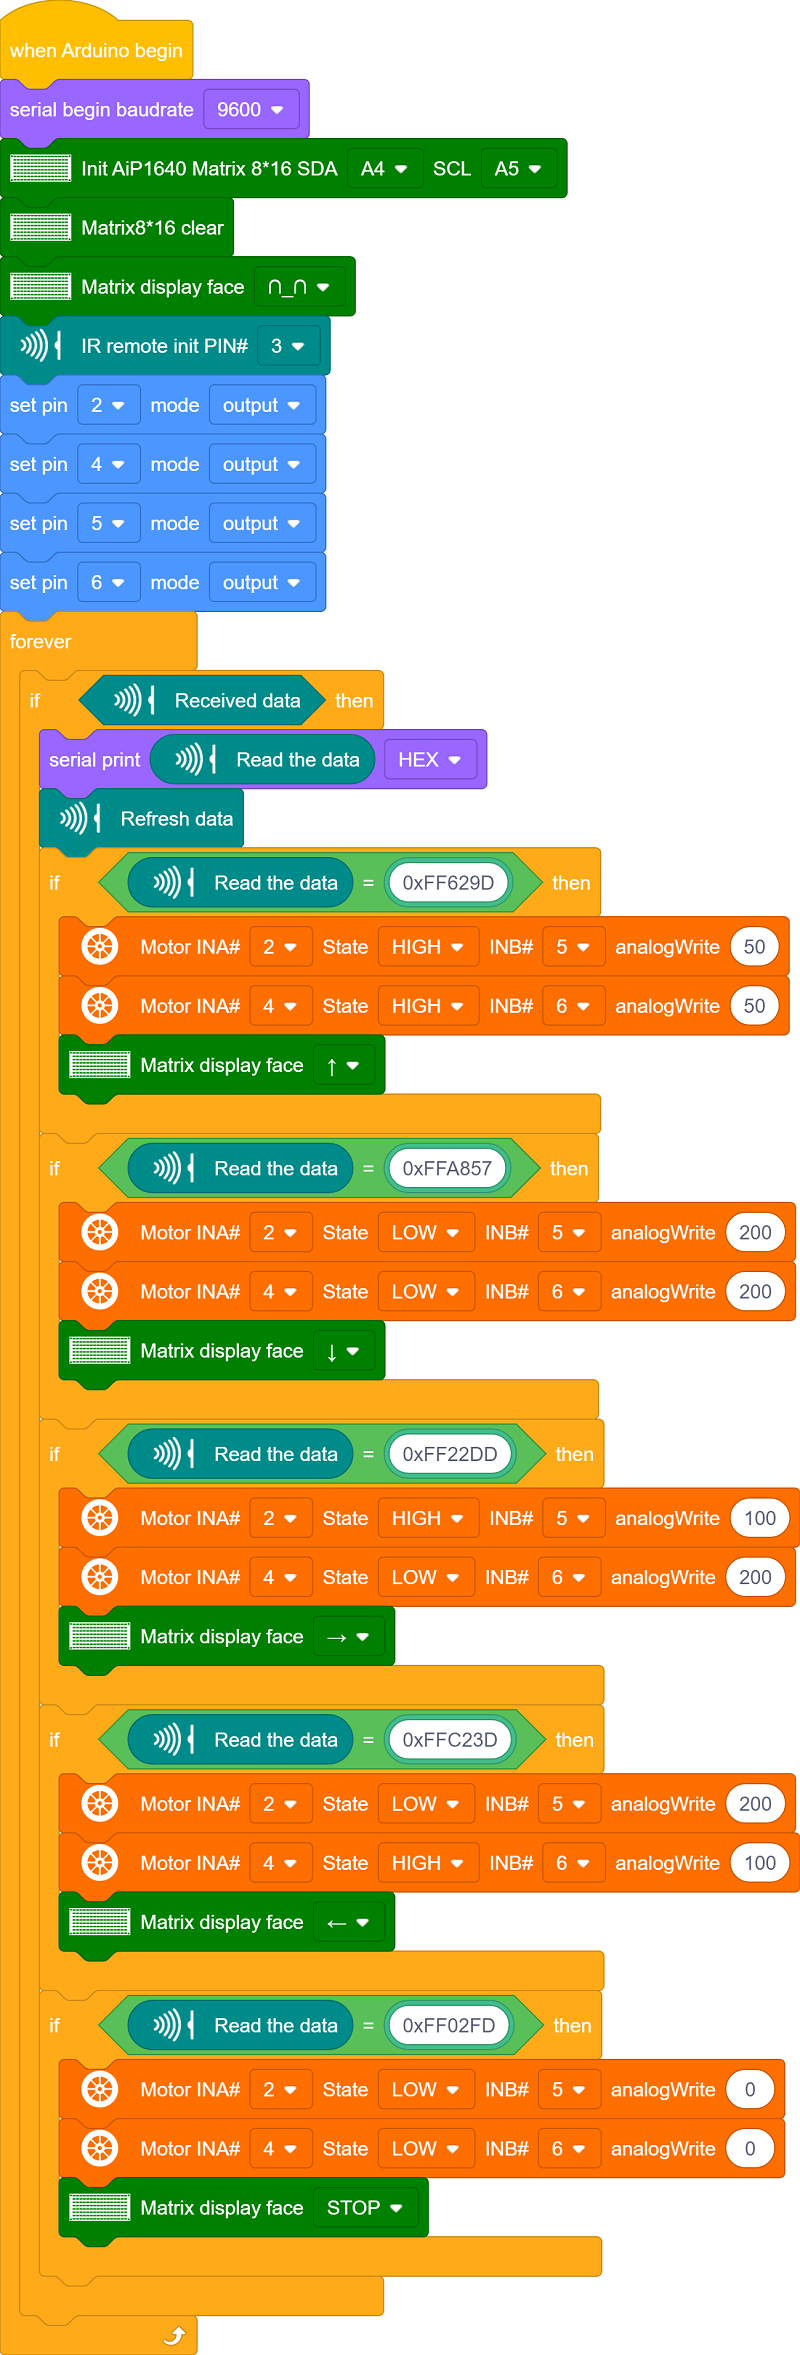 when Arduino begin
serial begin baudrate 9600
Init AiP1640 Matrix 8*16 SDA A4 SCL A5
Matrix8*16 clear
Matrix display face ∩_∩
IR remote init PIN# 3
set pin 2 mode output
set pin 4 mode output
set pin 5 mode output
set pin 6 mode output
forever
if Received data then
serial print Read the data HEX
Refresh data
if Read the data = 0xFF629D then
Motor INA# 2 State HIGH INB# 5 analogWrite 50
Motor INA# 4 State HIGH INB# 6 analogWrite 50
Matrix display face ↑
if Read the data = 0xFFA857 then
Motor INA# 2 State LOW INB# 5 analogWrite 200
Motor INA# 4 State LOW INB# 6 analogWrite 200
Matrix display face ↓
if Read the data = 0xFF22DD then
Motor INA# 2 State HIGH INB# 5 analogWrite 100
Motor INA# 4 State LOW INB# 6 analogWrite 200
Matrix display face →
if Read the data = 0xFFC23D then
Motor INA# 2 State LOW INB# 5 analogWrite 200
Motor INA# 4 State HIGH INB# 6 analogWrite 100
Matrix display face ←
if Read the data = 0xFF02FD then
Motor INA# 2 State LOW INB# 5 analogWrite 0
Motor INA# 4 State LOW INB# 6 analogWrite 0
Matrix display face STOP